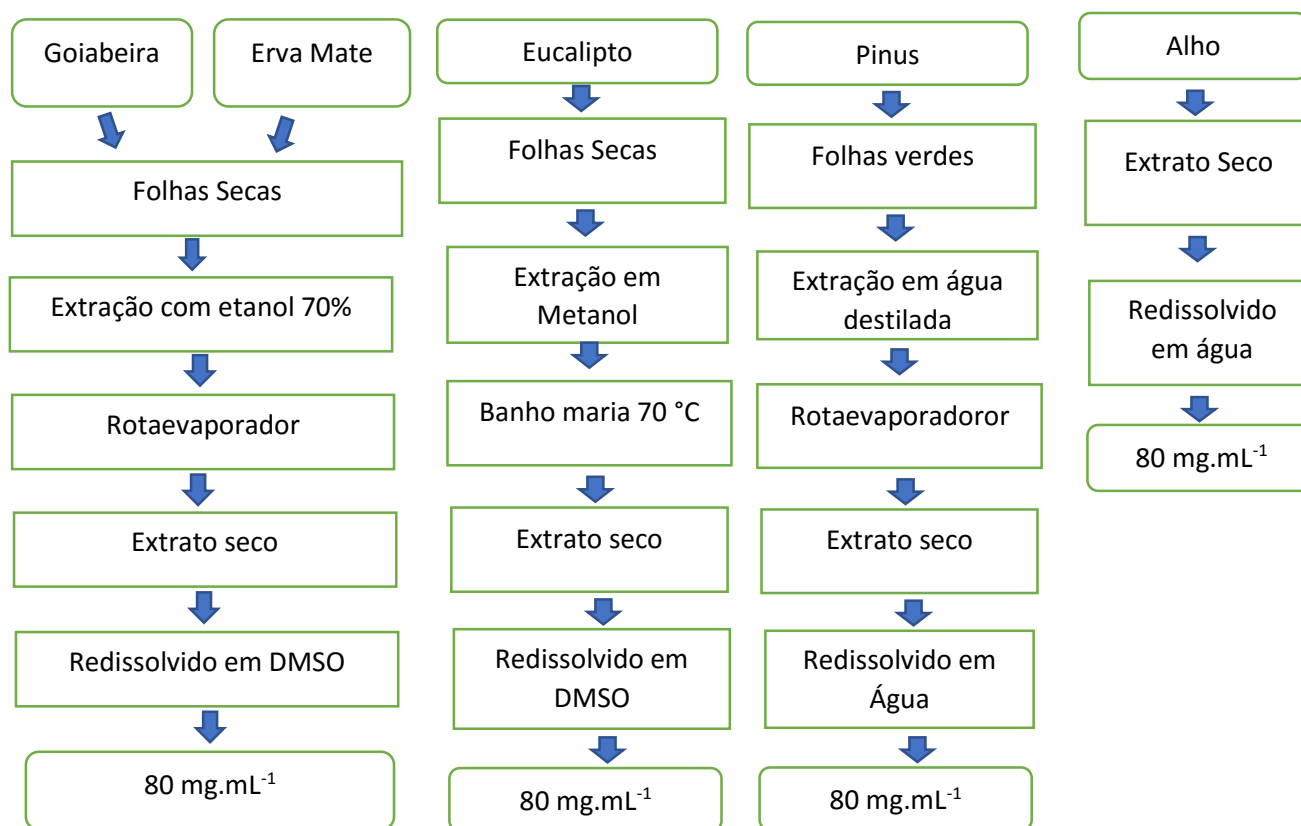 Goiabeira
Erva Mate
Folhas Secas
Extração com etanol 70%
Rotaevaporador
Extrato seco
Redissolvido em DMSO
80 mg.mL⁻¹
Eucalipto
Folhas Secas
Extração em
Metanol
Banho maria 70 °C
Extrato seco
Redissolvido em
DMSO
80 mg.mL⁻¹
Pinus
Folhas verdes
Extração em água
destilada
Rotaevaporadoror
Extrato seco
Redissolvido em
Água
80 mg.mL⁻¹
Alho
Extrato Seco
Redissolvido
em água
80 mg.mL⁻¹